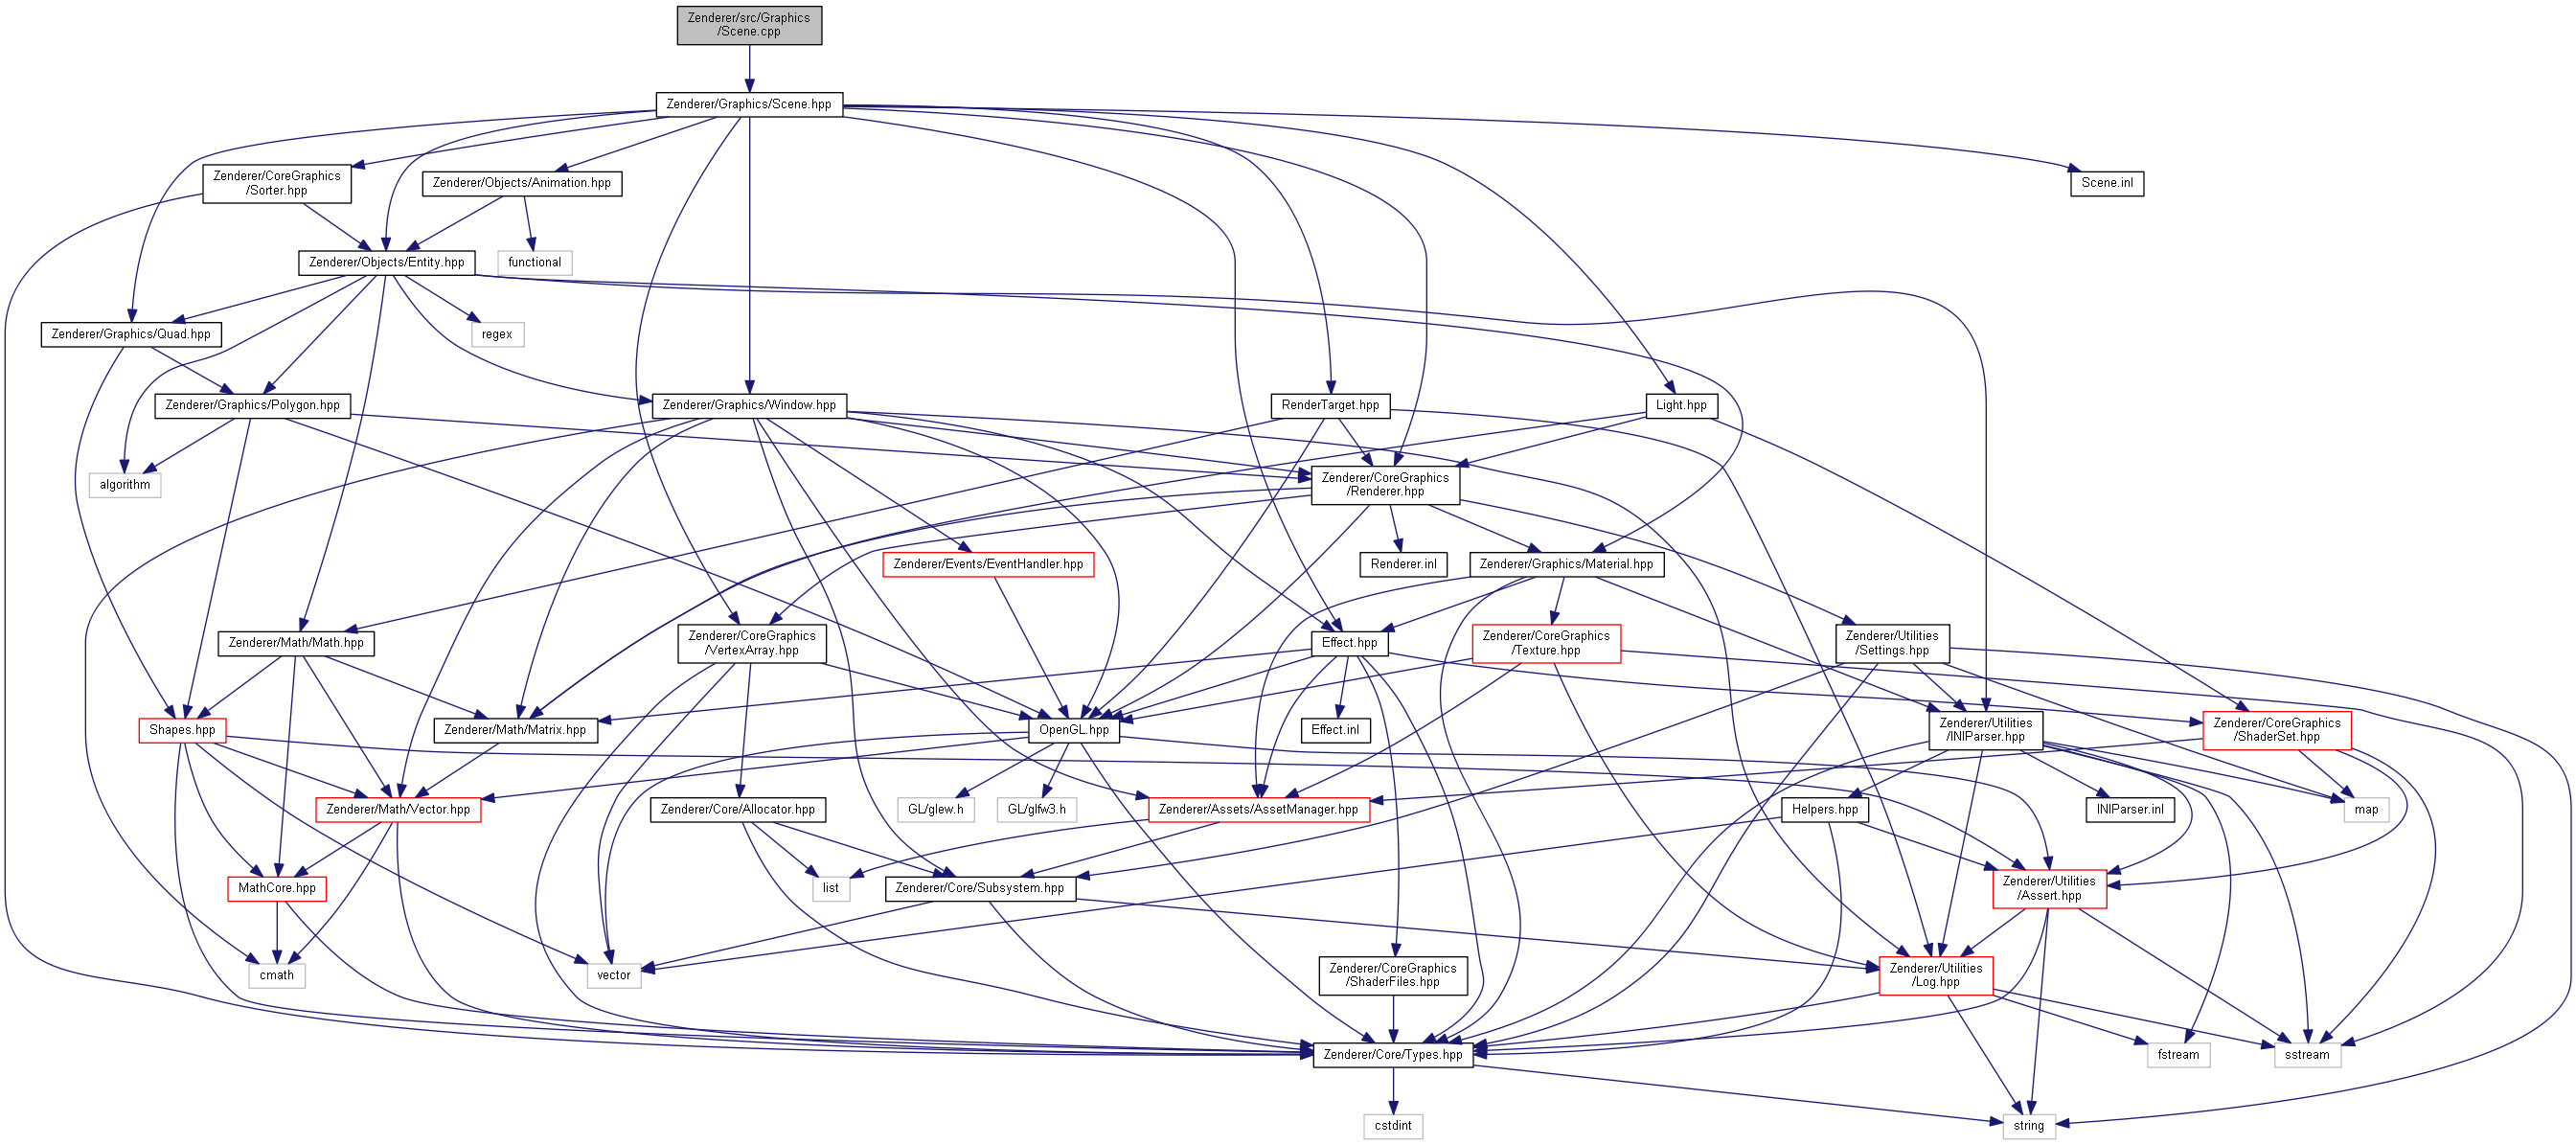 Zenderer/src/Graphics
/Scene.cpp
Zenderer/Graphics/Scene.hpp
Zenderer/CoreGraphics
/Sorter.hpp
Zenderer/Objects/Animation.hpp
Scene.inl
Zenderer/Objects/Entity.hpp
functional
Zenderer/Graphics/Quad.hpp
regex
Zenderer/Graphics/Polygon.hpp
Zenderer/Graphics/Window.hpp
RenderTarget.hpp
Light.hpp
algorithm
Zenderer/CoreGraphics
/Renderer.hpp
Zenderer/Events/EventHandler.hpp
Renderer.inl
Zenderer/Graphics/Material.hpp
Zenderer/Math/Math.hpp
Zenderer/CoreGraphics
/VertexArray.hpp
Effect.hpp
Zenderer/CoreGraphics
/Texture.hpp
Zenderer/Utilities
/Settings.hpp
Shapes.hpp
Zenderer/Math/Matrix.hpp
OpenGL.hpp
Effect.inl
Zenderer/Utilities
/INIParser.hpp
Zenderer/CoreGraphics
/ShaderSet.hpp
Zenderer/Math/Vector.hpp
Zenderer/Core/Allocator.hpp
GL/glew.h
GL/glfw3.h
Zenderer/Assets/AssetManager.hpp
Helpers.hpp
INIParser.inl
map
MathCore.hpp
list
Zenderer/Core/Subsystem.hpp
Zenderer/Utilities
/Assert.hpp
cmath
vector
Zenderer/CoreGraphics
/ShaderFiles.hpp
Zenderer/Utilities
/Log.hpp
Zenderer/Core/Types.hpp
fstream
sstream
cstdint
string